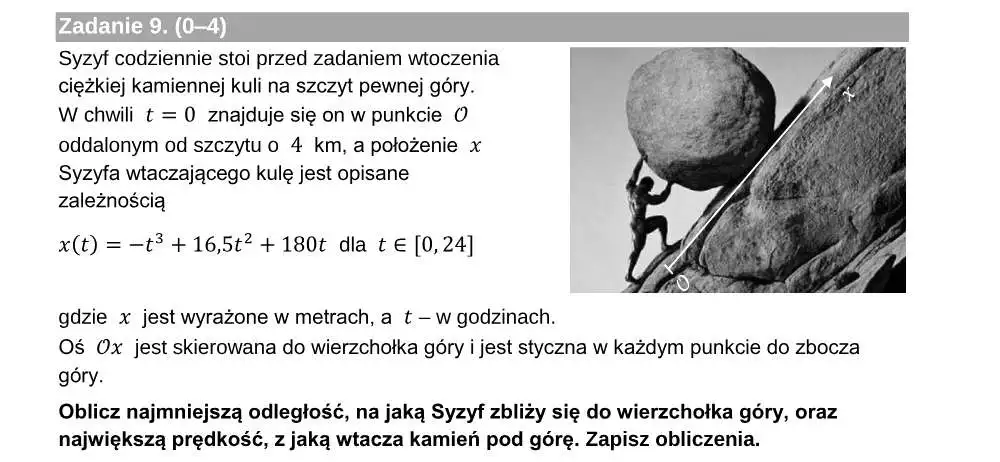 Zadanie 9. (0–4)
Syzyf codziennie stoi przed zadaniem wtoczenia
ciężkiej kamiennej kuli na szczyt pewnej góry.
W chwili t = 0 znajduje się on w punkcie 𝒪
oddalonym od szczytu o 4 km, a położenie x
Syzyfa wtaczającego kulę jest opisane
zależnością
x(t) = −t³ + 16,5t² + 180t dla t ∈ [0, 24]
x
𝒪
gdzie x jest wyrażone w metrach, a t – w godzinach.
Oś 𝒪x jest skierowana do wierzchołka góry i jest styczna w każdym punkcie do zbocza
góry.
Oblicz najmniejszą odległość, na jaką Syzyf zbliży się do wierzchołka góry, oraz
największą prędkość, z jaką wtacza kamień pod górę. Zapisz obliczenia.